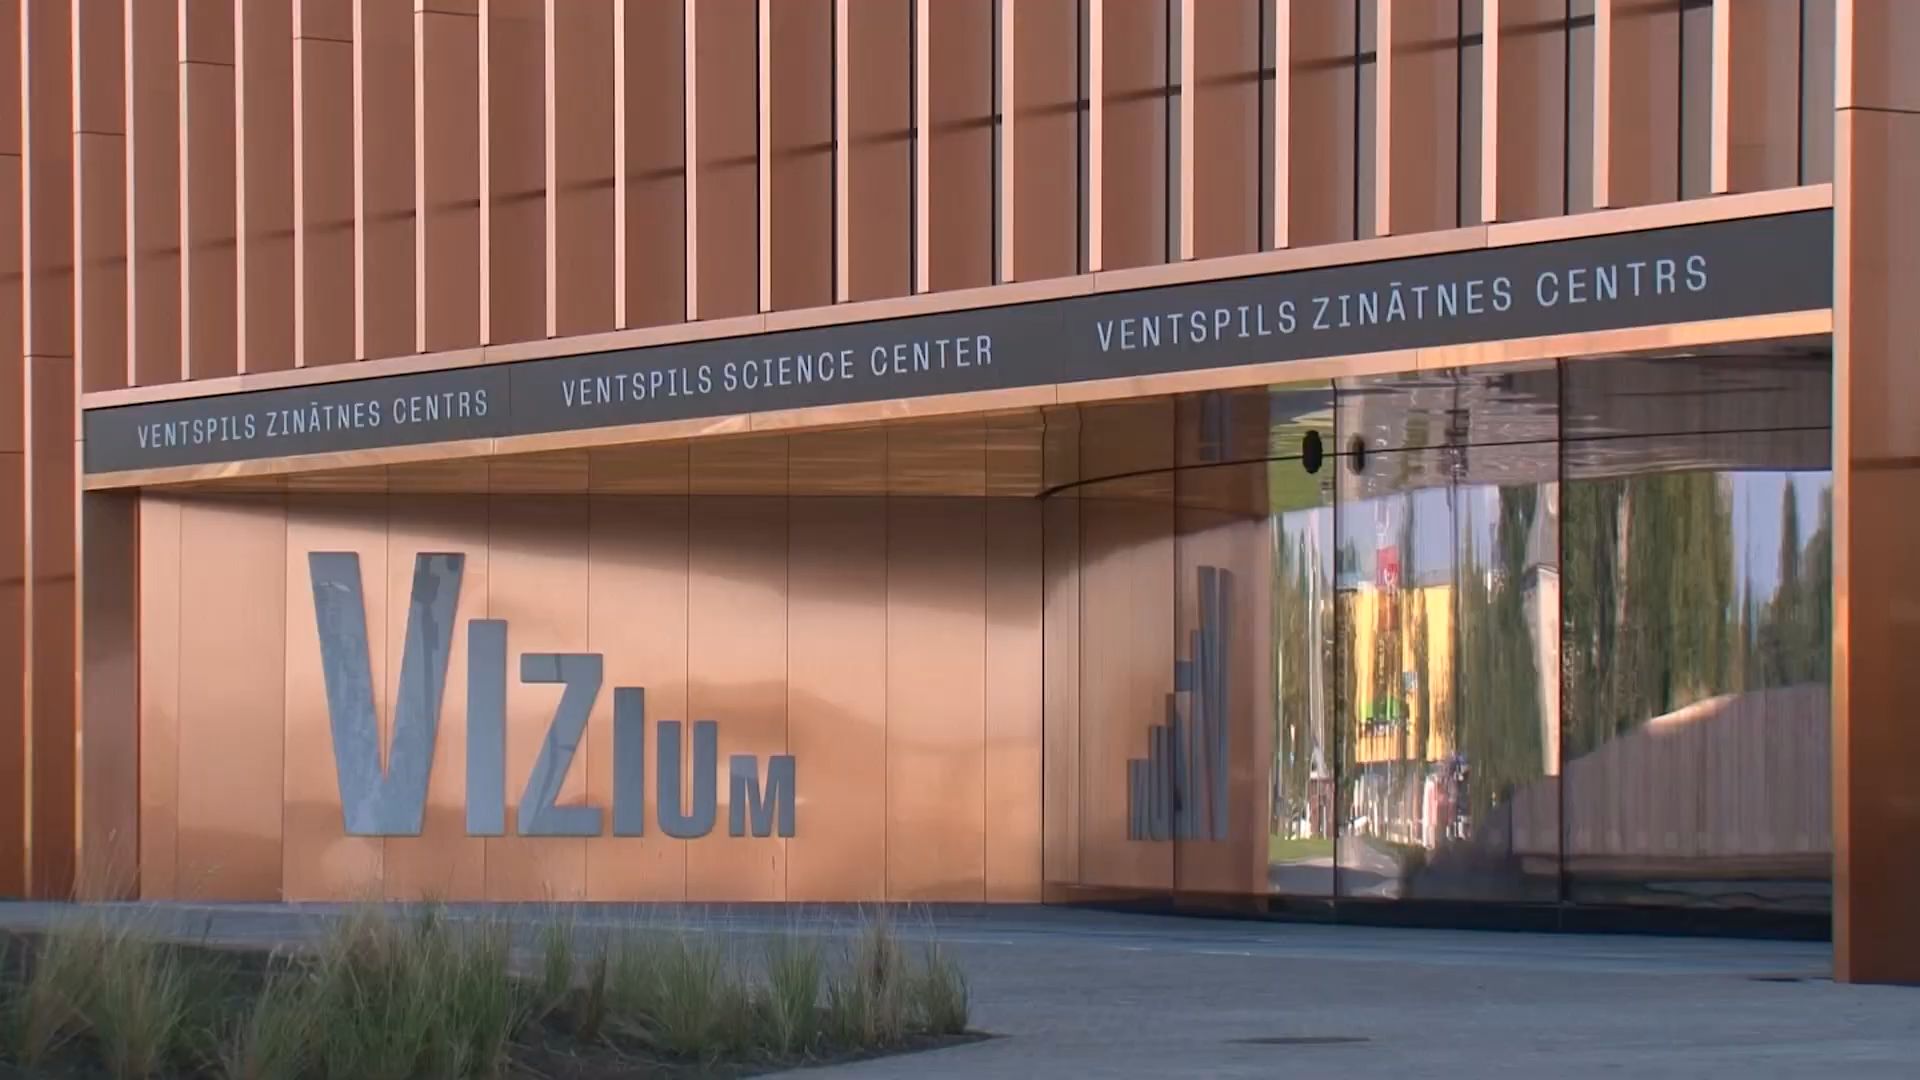 VENTSPILS ZINĀTNES CENTRS
VENTSPILS SCIENCE CENTER
VENTSPILS ZINĀTNES CENTRS
VIZIUM